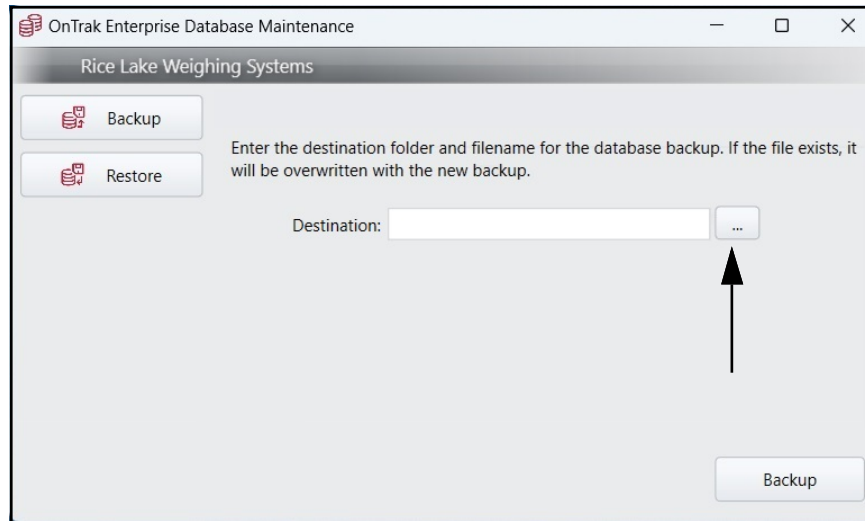 OnTrak Enterprise Database Maintenance
Rice Lake Weighing Systems
Backup
Restore
Enter the destination folder and filename for the database backup. If the file exists, it
will be overwritten with the new backup.
Destination:
...
Backup